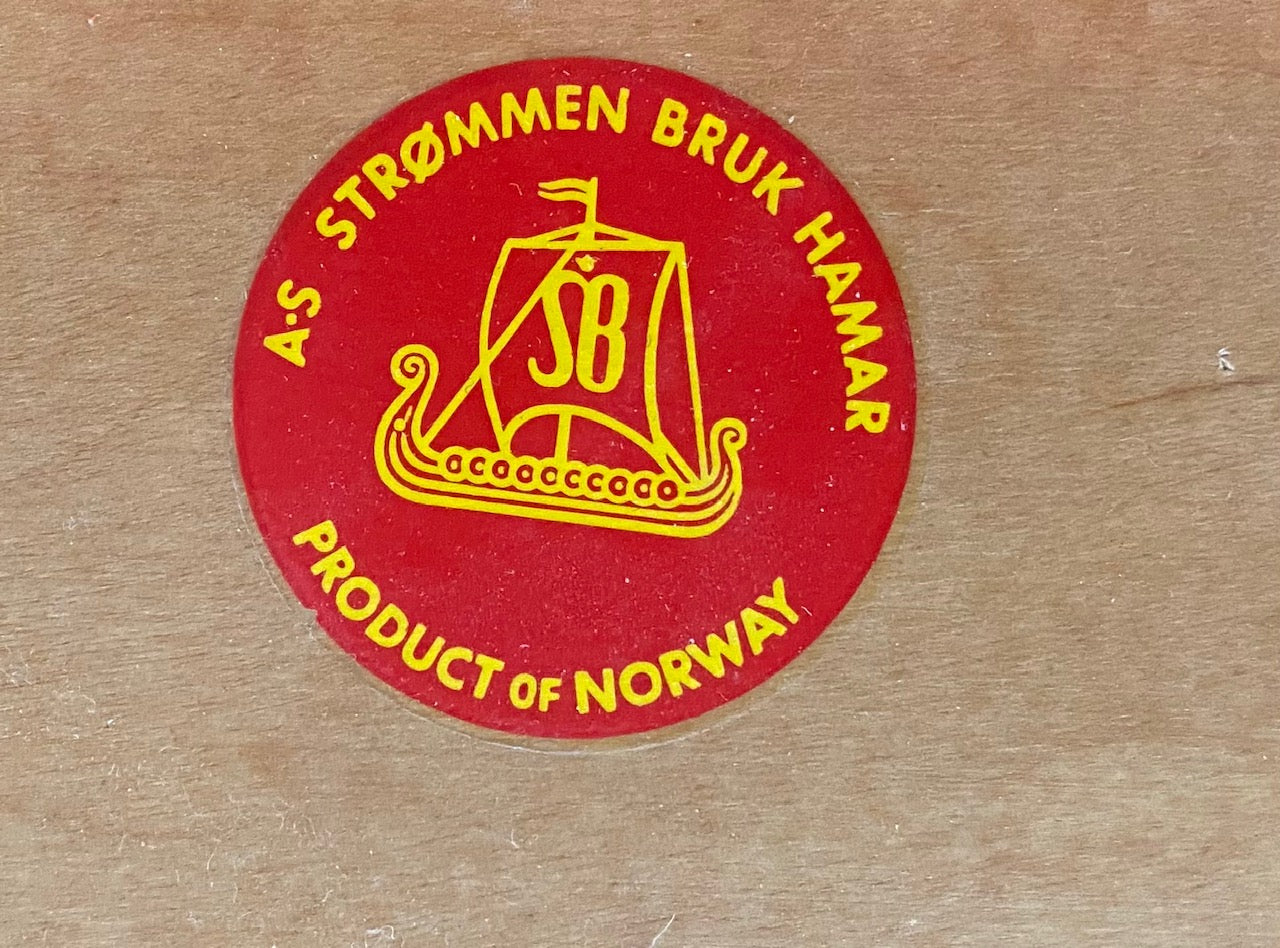 A·S STRØMMEN BRUK HAMAR
SB
PRODUCT OF NORWAY